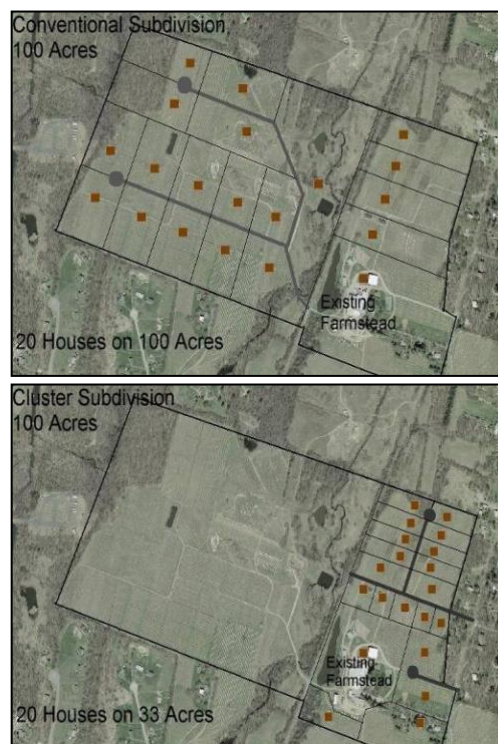 Conventional Subdivision
100 Acres
Existing
Farmstead
20 Houses on 100 Acres
Cluster Subdivision
100 Acres
Existing
Farmstead
20 Houses on 33 Acres